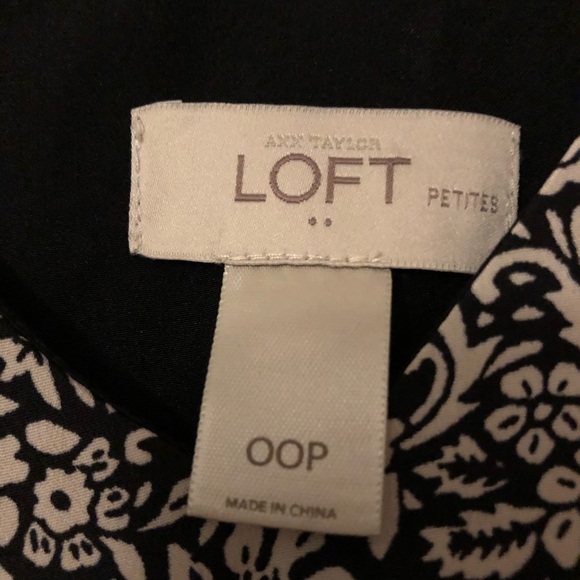 ANN TAYLOR
LOFT PETITES
OOP
MADE IN CHINA